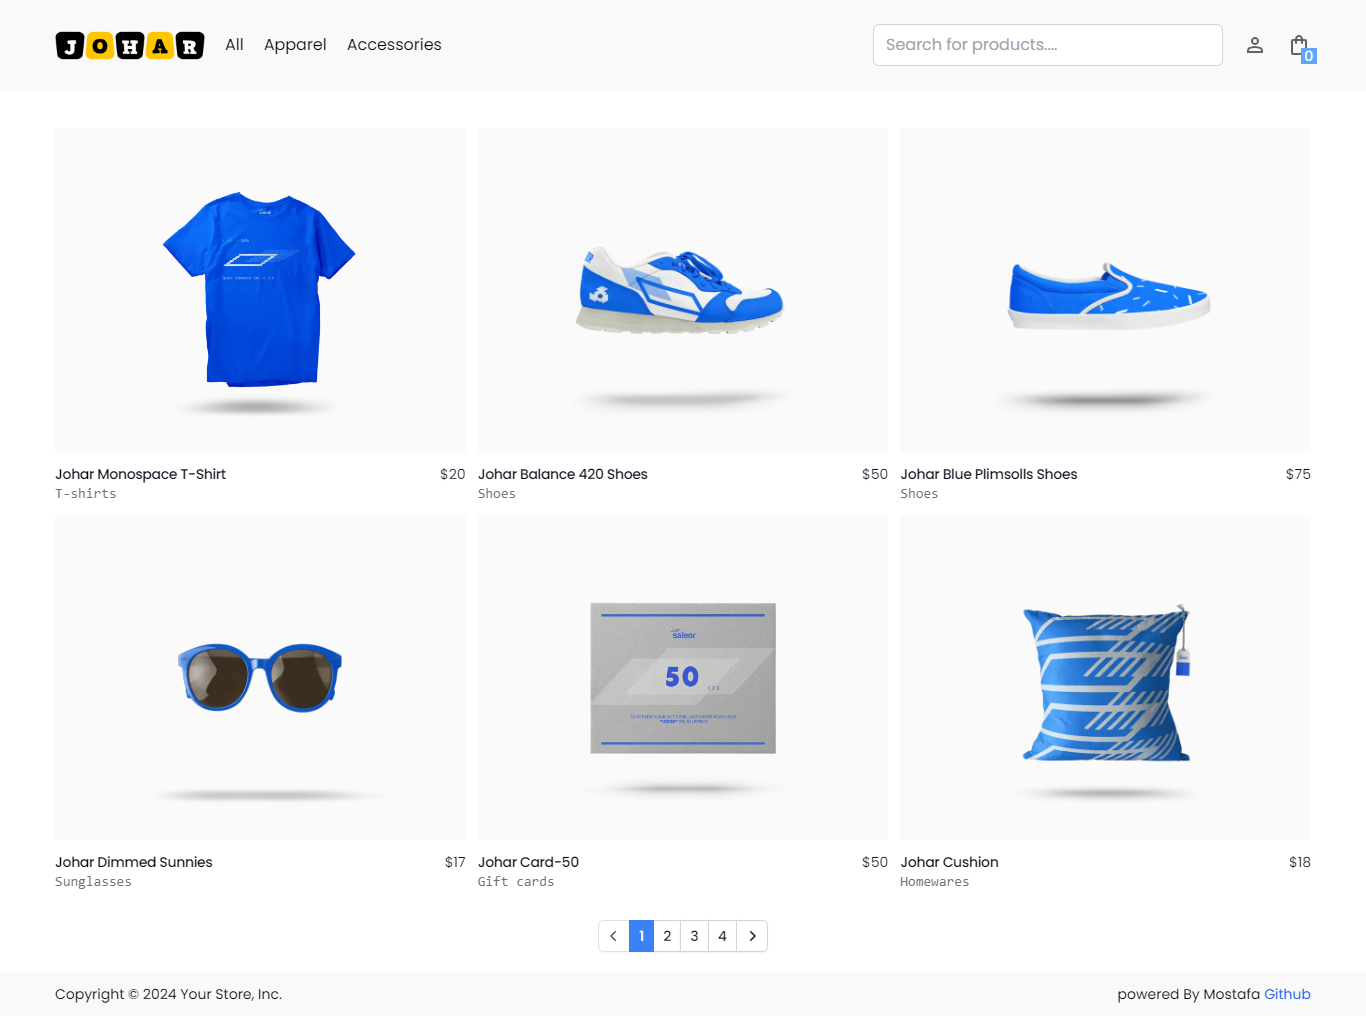 JOHAR
All Apparel Accessories
Search for products....
0
Johar Monospace T-Shirt $20
T-shirts
Johar Balance 420 Shoes $50
Shoes
Johar Blue Plimsolls Shoes $75
Shoes
saleor
50
Johar Dimmed Sunnies $17
Sunglasses
Johar Card-50 $50
Gift cards
Johar Cushion $18
Homewares
1 2 3 4
Copyright © 2024 Your Store, Inc.
powered By Mostafa Github